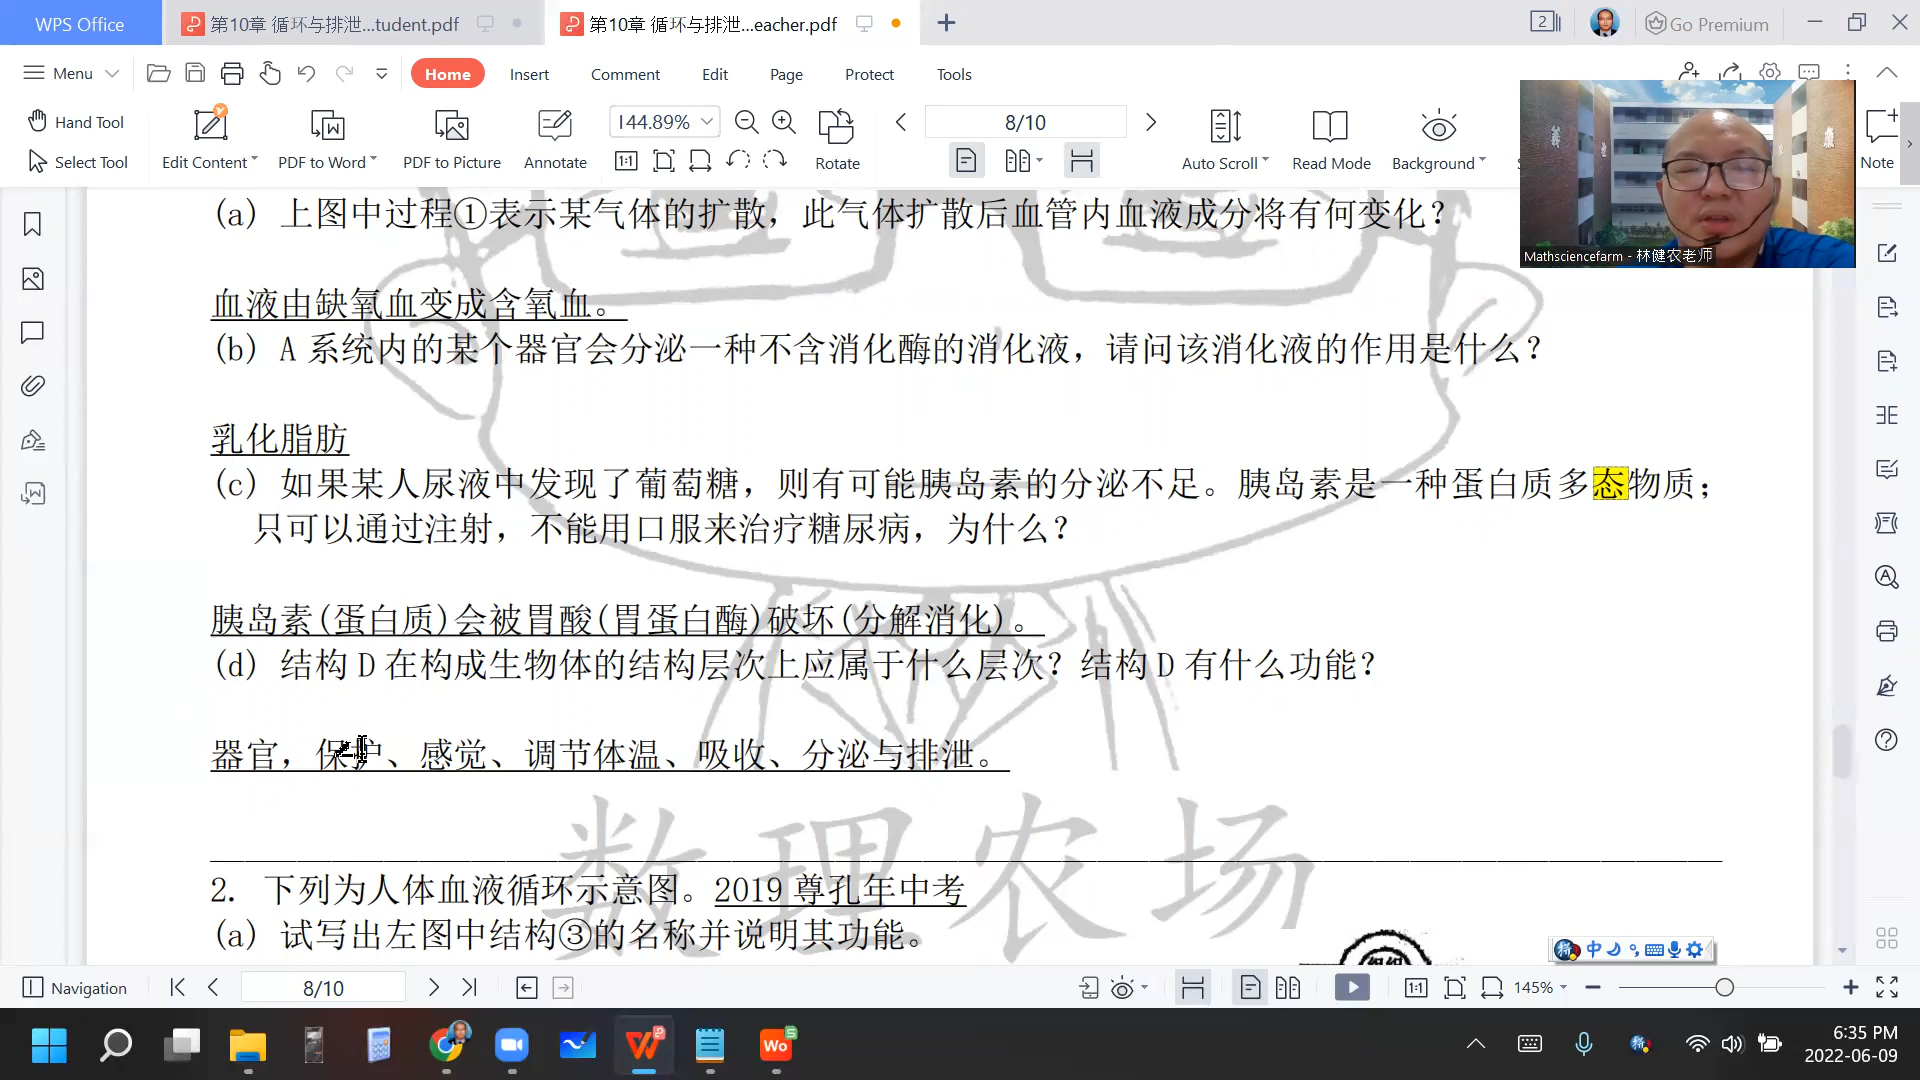 WPS Office
第10章 循环与排泄...tudent.pdf
第10章 循环与排泄...eacher.pdf
2
Go Premium
Menu
Home
Insert
Comment
Edit
Page
Protect
Tools
Hand Tool
Select Tool
Edit Content
PDF to Word
PDF to Picture
Annotate
144.89%
1:1
Rotate
8/10
Auto Scroll
Read Mode
Background
Note
Mathsciencefarm - 林健农老师
(a) 上图中过程①表示某气体的扩散，此气体扩散后血管内血液成分将有何变化？
血液由缺氧血变成含氧血。
(b) A 系统内的某个器官会分泌一种不含消化酶的消化液，请问该消化液的作用是什么？
乳化脂肪
(c) 如果某人尿液中发现了葡萄糖，则有可能胰岛素的分泌不足。胰岛素是一种蛋白质多态物质；
只可以通过注射，不能用口服来治疗糖尿病，为什么？
胰岛素(蛋白质)会被胃酸(胃蛋白酶)破坏(分解消化)。
(d) 结构 D 在构成生物体的结构层次上应属于什么层次？结构 D 有什么功能？
器官，保护、感觉、调节体温、吸收、分泌与排泄。
数理农场
2. 下列为人体血液循环示意图。2019 尊孔年中考
(a) 试写出左图中结构③的名称并说明其功能。
中
Navigation
8/10
1:1
145%
6:35 PM
2022-06-09